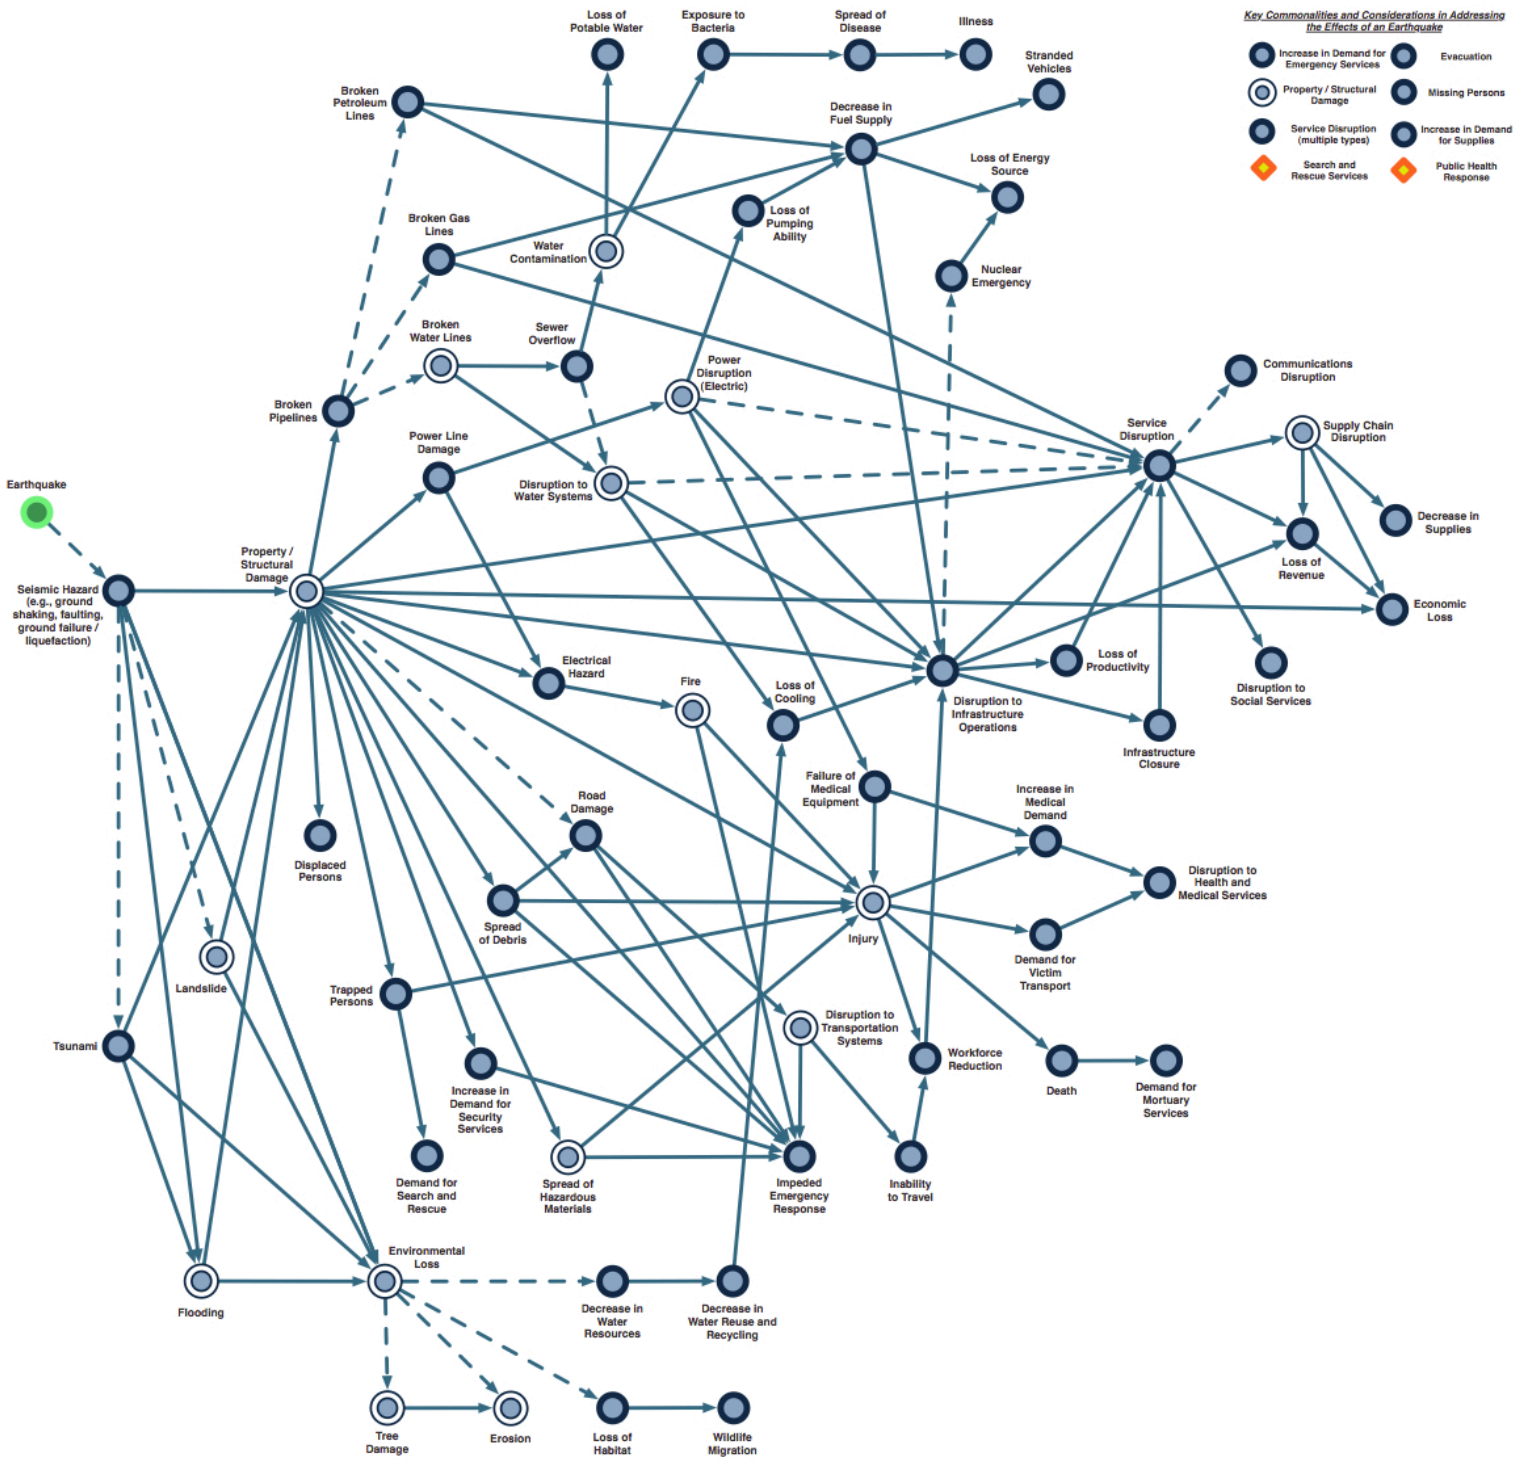 Key Commonalities and Considerations in Addressing
the Effects of an Earthquake
Increase in Demand for
Emergency Services
Evacuation
Property / Structural
Damage
Missing Persons
Service Disruption
(multiple types)
Increase in Demand
for Supplies
Search and
Rescue Services
Public Health
Response
Loss of
Potable Water
Exposure to
Bacteria
Spread of
Disease
Illness
Stranded
Vehicles
Broken
Petroleum
Lines
Decrease in
Fuel Supply
Loss of Energy
Source
Broken Gas
Lines
Water
Contamination
Loss of
Pumping
Ability
Nuclear
Emergency
Broken
Water Lines
Sewer
Overflow
Power
Disruption
(Electric)
Communications
Disruption
Broken
Pipelines
Power Line
Damage
Service
Disruption
Supply Chain
Disruption
Disruption to
Water Systems
Earthquake
Decrease in
Supplies
Property /
Structural
Damage
Loss of
Revenue
Seismic Hazard
(e.g., ground
shaking, faulting,
ground failure /
liquefaction)
Economic
Loss
Electrical
Hazard
Fire
Loss of
Cooling
Disruption to
Infrastructure
Operations
Loss of
Productivity
Disruption to
Social Services
Infrastructure
Closure
Road
Damage
Failure of
Medical
Equipment
Increase in
Medical
Demand
Displaced
Persons
Disruption to
Health and
Medical Services
Spread
of Debris
Injury
Demand for
Victim
Transport
Landslide
Trapped
Persons
Disruption to
Transportation
Systems
Tsunami
Workforce
Reduction
Increase in
Demand for
Security
Services
Death
Demand for
Mortuary
Services
Demand for
Search and
Rescue
Spread of
Hazardous
Materials
Impeded
Emergency
Response
Inability
to Travel
Environmental
Loss
Flooding
Decrease in
Water
Resources
Decrease in
Water Reuse and
Recycling
Tree
Damage
Erosion
Loss of
Habitat
Wildlife
Migration